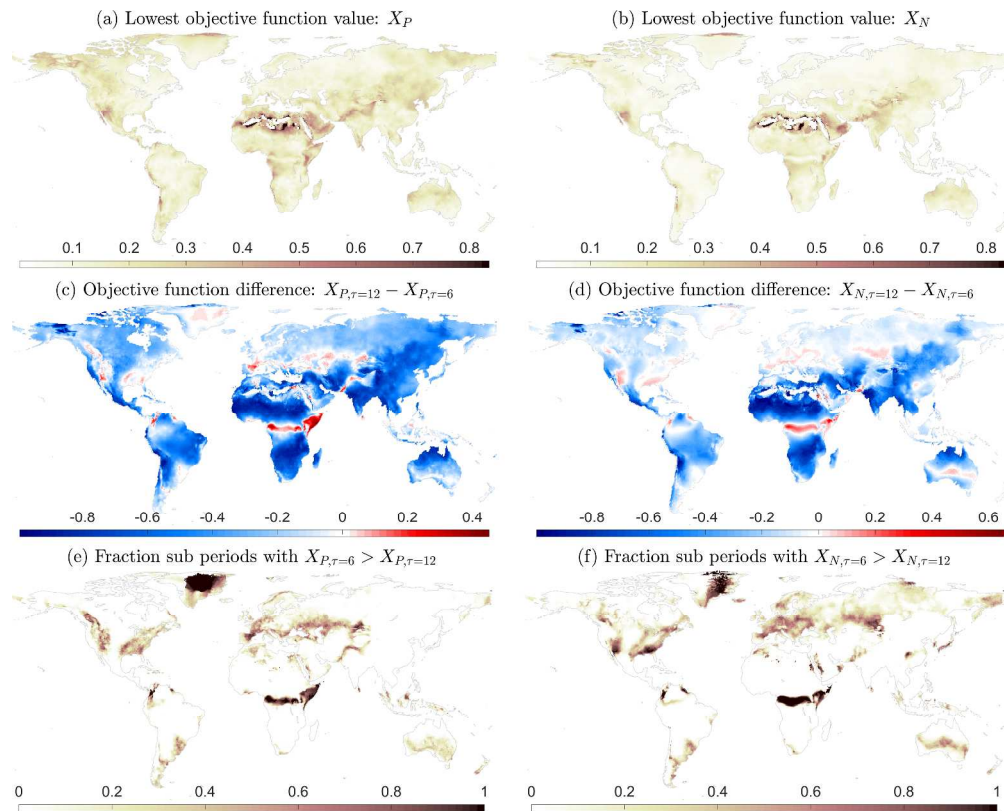 (a) Lowest objective function value: X_P
(b) Lowest objective function value: X_N
0.1 0.2 0.3 0.4 0.5 0.6 0.7 0.8
0.1 0.2 0.3 0.4 0.5 0.6 0.7 0.8
(c) Objective function difference: X_{P,τ=12} − X_{P,τ=6}
(d) Objective function difference: X_{N,τ=12} − X_{N,τ=6}
-0.8 -0.6 -0.4 -0.2 0 0.2 0.4
-0.8 -0.6 -0.4 -0.2 0 0.2 0.4 0.6
(e) Fraction sub periods with X_{P,τ=6} > X_{P,τ=12}
(f) Fraction sub periods with X_{N,τ=6} > X_{N,τ=12}
0 0.2 0.4 0.6 0.8 1
0 0.2 0.4 0.6 0.8 1